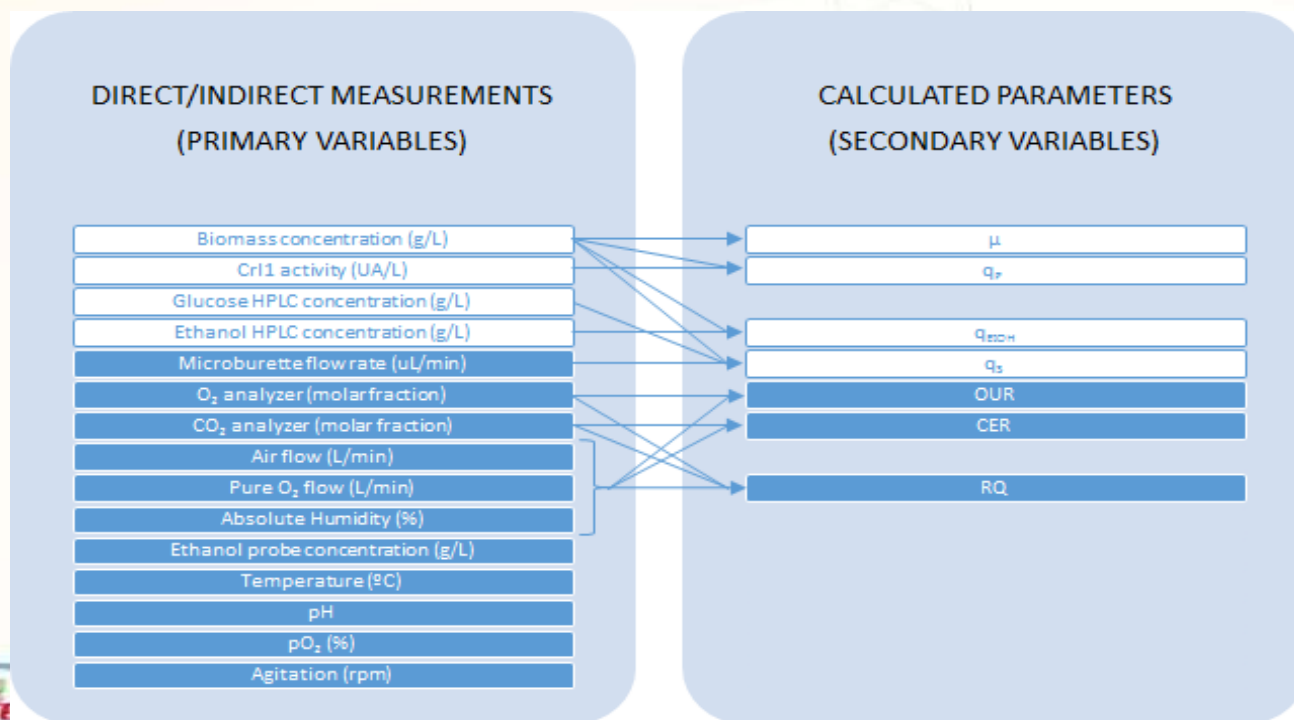 DIRECT/INDIRECT MEASUREMENTS
(PRIMARY VARIABLES)
Biomass concentration (g/L)
Crl1 activity (UA/L)
Glucose HPLC concentration (g/L)
Ethanol HPLC concentration (g/L)
Microburette flow rate (uL/min)
O₂ analyzer (molar fraction)
CO₂ analyzer (molar fraction)
Air flow (L/min)
Pure O₂ flow (L/min)
Absolute Humidity (%)
Ethanol probe concentration (g/L)
Temperature (ºC)
pH
pO₂ (%)
Agitation (rpm)
CALCULATED PARAMETERS
(SECONDARY VARIABLES)
µ
qₚ
qEtOH
qₛ
OUR
CER
RQ